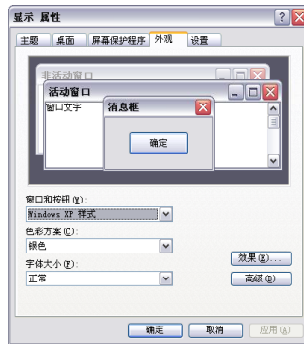 显示 属性
主题 桌面 屏幕保护程序 外观 设置
非活动窗口
活动窗口
窗口文字 消息框
确定
窗口和按钮(W):
Windows XP 样式
色彩方案(C):
银色
字体大小(F):
正常
效果(E)...
高级(D)
确定 取消 应用(A)